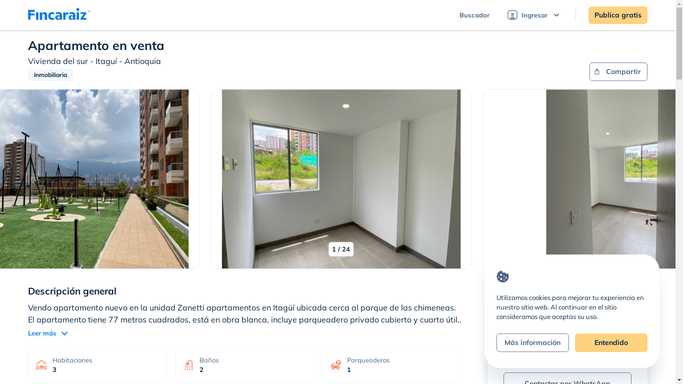 Fincaraiz
Buscador
Ingresar
Publica gratis
Apartamento en venta
Vivienda del sur - Itaguí - Antioquia
Inmobiliaria
Compartir
1 / 24
Descripción general
Vendo apartamento nuevo en la unidad Zanetti apartamentos en Itagüí ubicada cerca al parque de las chimeneas.
El apartamento tiene 77 metros cuadrados, está en obra blanca, incluye parqueadero privado cubierto y cuarto útil..
Leer más
Habitaciones
3
Baños
2
Parqueaderos
1
Utilizamos cookies para mejorar tu experiencia en
nuestro sitio web. Al continuar en el sitio
consideramos que aceptas su uso.
Más información
Entendido
Contactar por WhatsApp